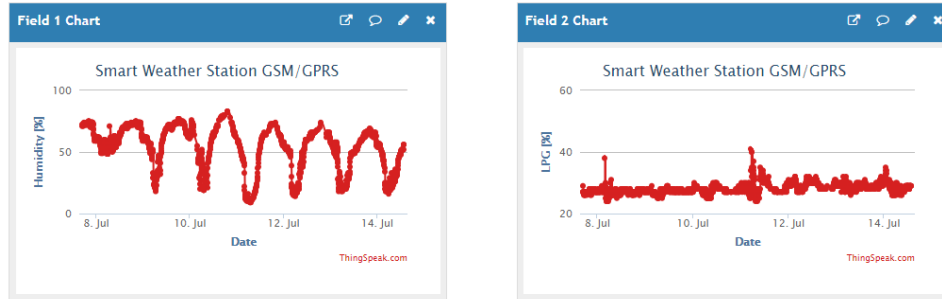 Field 1 Chart
Smart Weather Station GSM/GPRS
100
50
0
Humidity [%]
8. Jul
10. Jul
12. Jul
14. Jul
Date
ThingSpeak.com
Field 2 Chart
Smart Weather Station GSM/GPRS
60
40
20
LPG [%]
8. Jul
10. Jul
12. Jul
14. Jul
Date
ThingSpeak.com